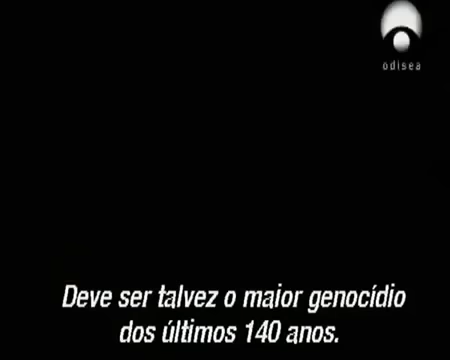 odisea
Deve ser talvez o maior genocídio
dos últimos 140 anos.